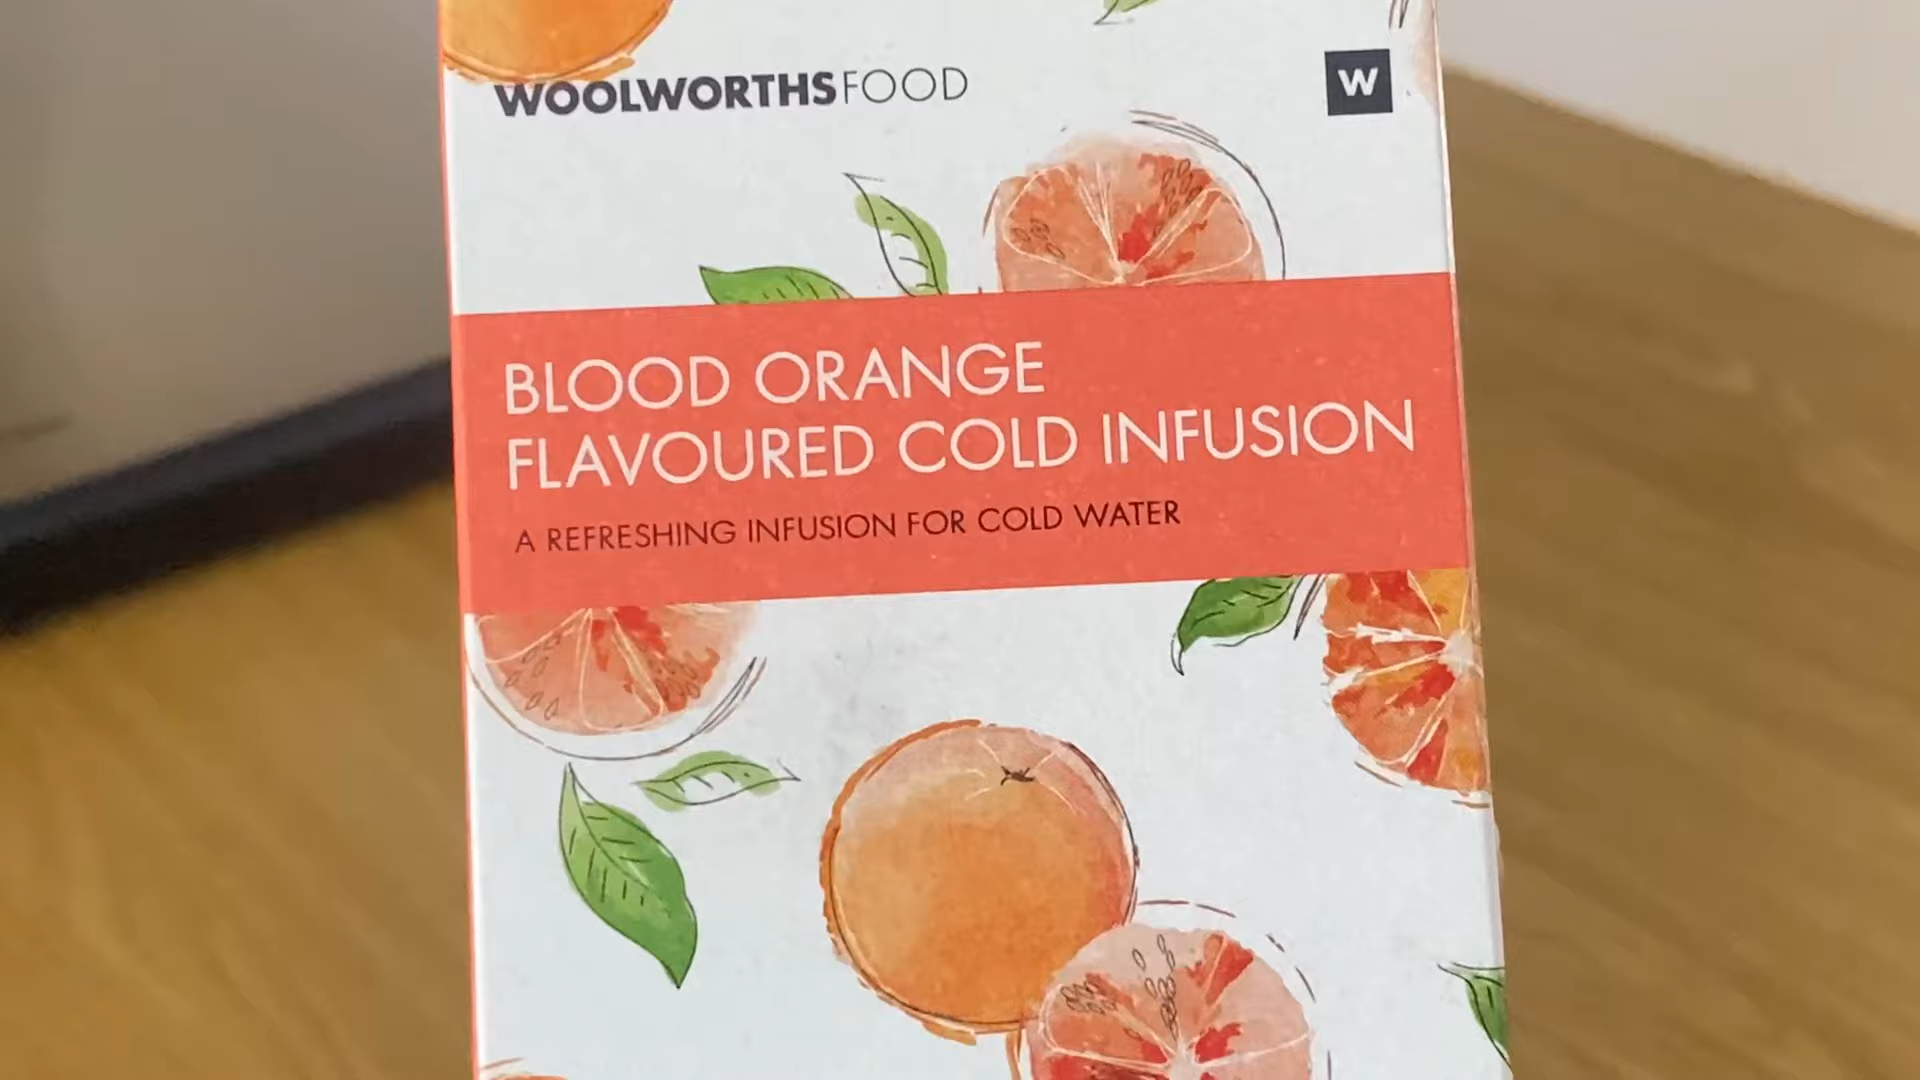 WOOLWORTHSFOOD
W
BLOOD ORANGE
FLAVOURED COLD INFUSION
A REFRESHING INFUSION FOR COLD WATER